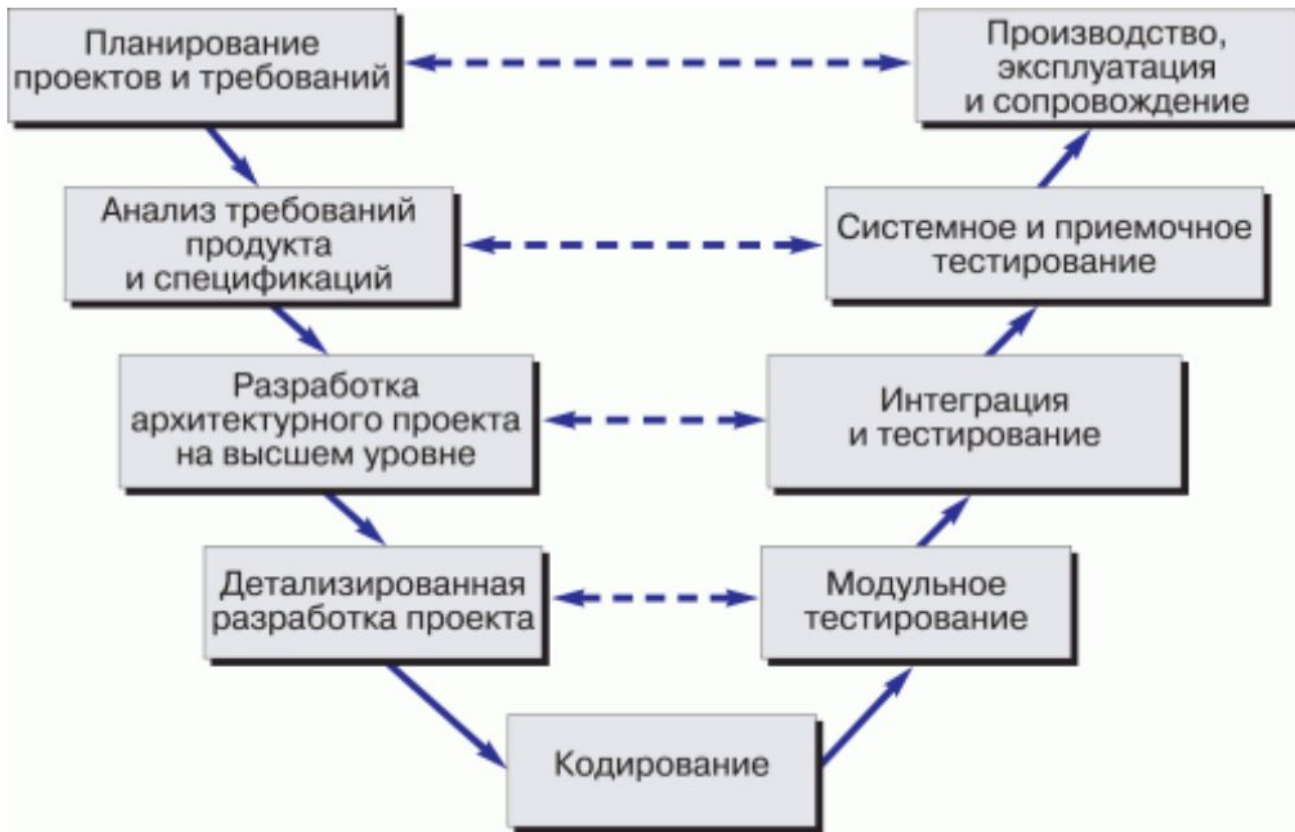 Планирование
проектов и требований
Производство,
эксплуатация
и сопровождение
Анализ требований
продукта
и спецификаций
Системное и приемочное
тестирование
Разработка
архитектурного проекта
на высшем уровне
Интеграция
и тестирование
Детализированная
разработка проекта
Модульное
тестирование
Кодирование